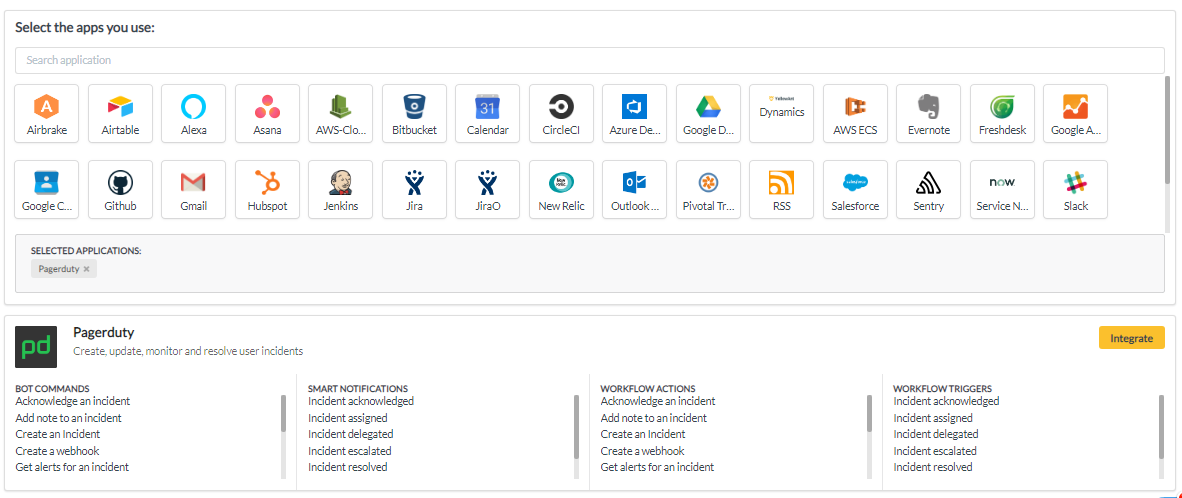 Select the apps you use:
Search application
Airbrake Airtable Alexa Asana AWS-Clo... Bitbucket 31 Calendar CircleCI Azure De... Google D... Dynamics AWS ECS Evernote Freshdesk Google A...
Google C... Github Gmail Hubspot Jenkins Jira JiraO New Relic New Relic Outlook ... Pivotal Tr... RSS salesforce Salesforce Sentry now Service N... Slack
SELECTED APPLICATIONS:
Pagerduty ×
pd
Pagerduty
Create, update, monitor and resolve user incidents
Integrate
BOT COMMANDS
Acknowledge an incident
Add note to an incident
Create an Incident
Create a webhook
Get alerts for an incident
SMART NOTIFICATIONS
Incident acknowledged
Incident assigned
Incident delegated
Incident escalated
Incident resolved
WORKFLOW ACTIONS
Acknowledge an incident
Add note to an incident
Create an Incident
Create a webhook
Get alerts for an incident
WORKFLOW TRIGGERS
Incident acknowledged
Incident assigned
Incident delegated
Incident escalated
Incident resolved